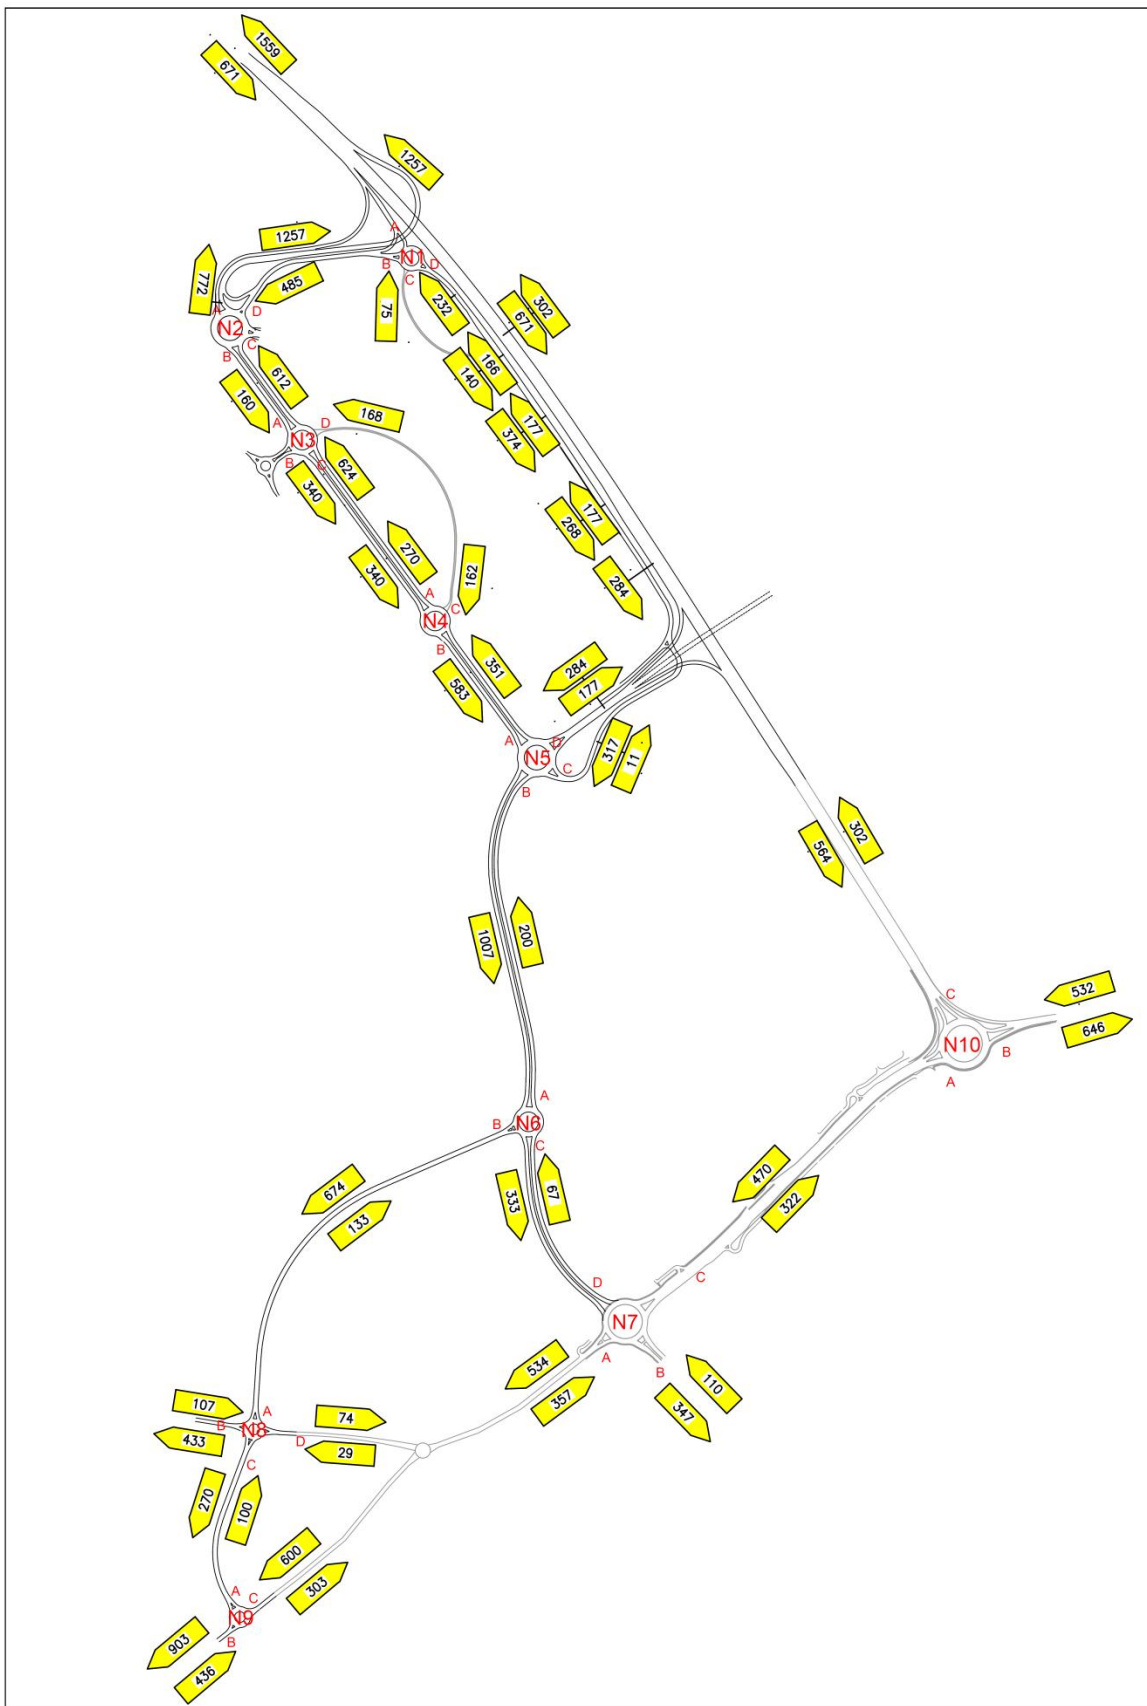 1559
671
1257
1257
A
N1
B
D
C
772
485
75
232
302
671
A
D
N2
C
B
166
140
612
160
177
374
168
A
D
N3
B
C
624
340
177
268
270
340
162
284
A
C
N4
B
351
583
284
177
A
D
N5
C
B
317
11
564
302
1007
200
532
646
C
N10
B
A
A
B
N6
C
470
322
674
133
333
67
D
C
N7
A
B
534
357
110
347
107
433
A
B
N8
D
C
74
29
270
100
600
303
A
C
N9
B
903
436